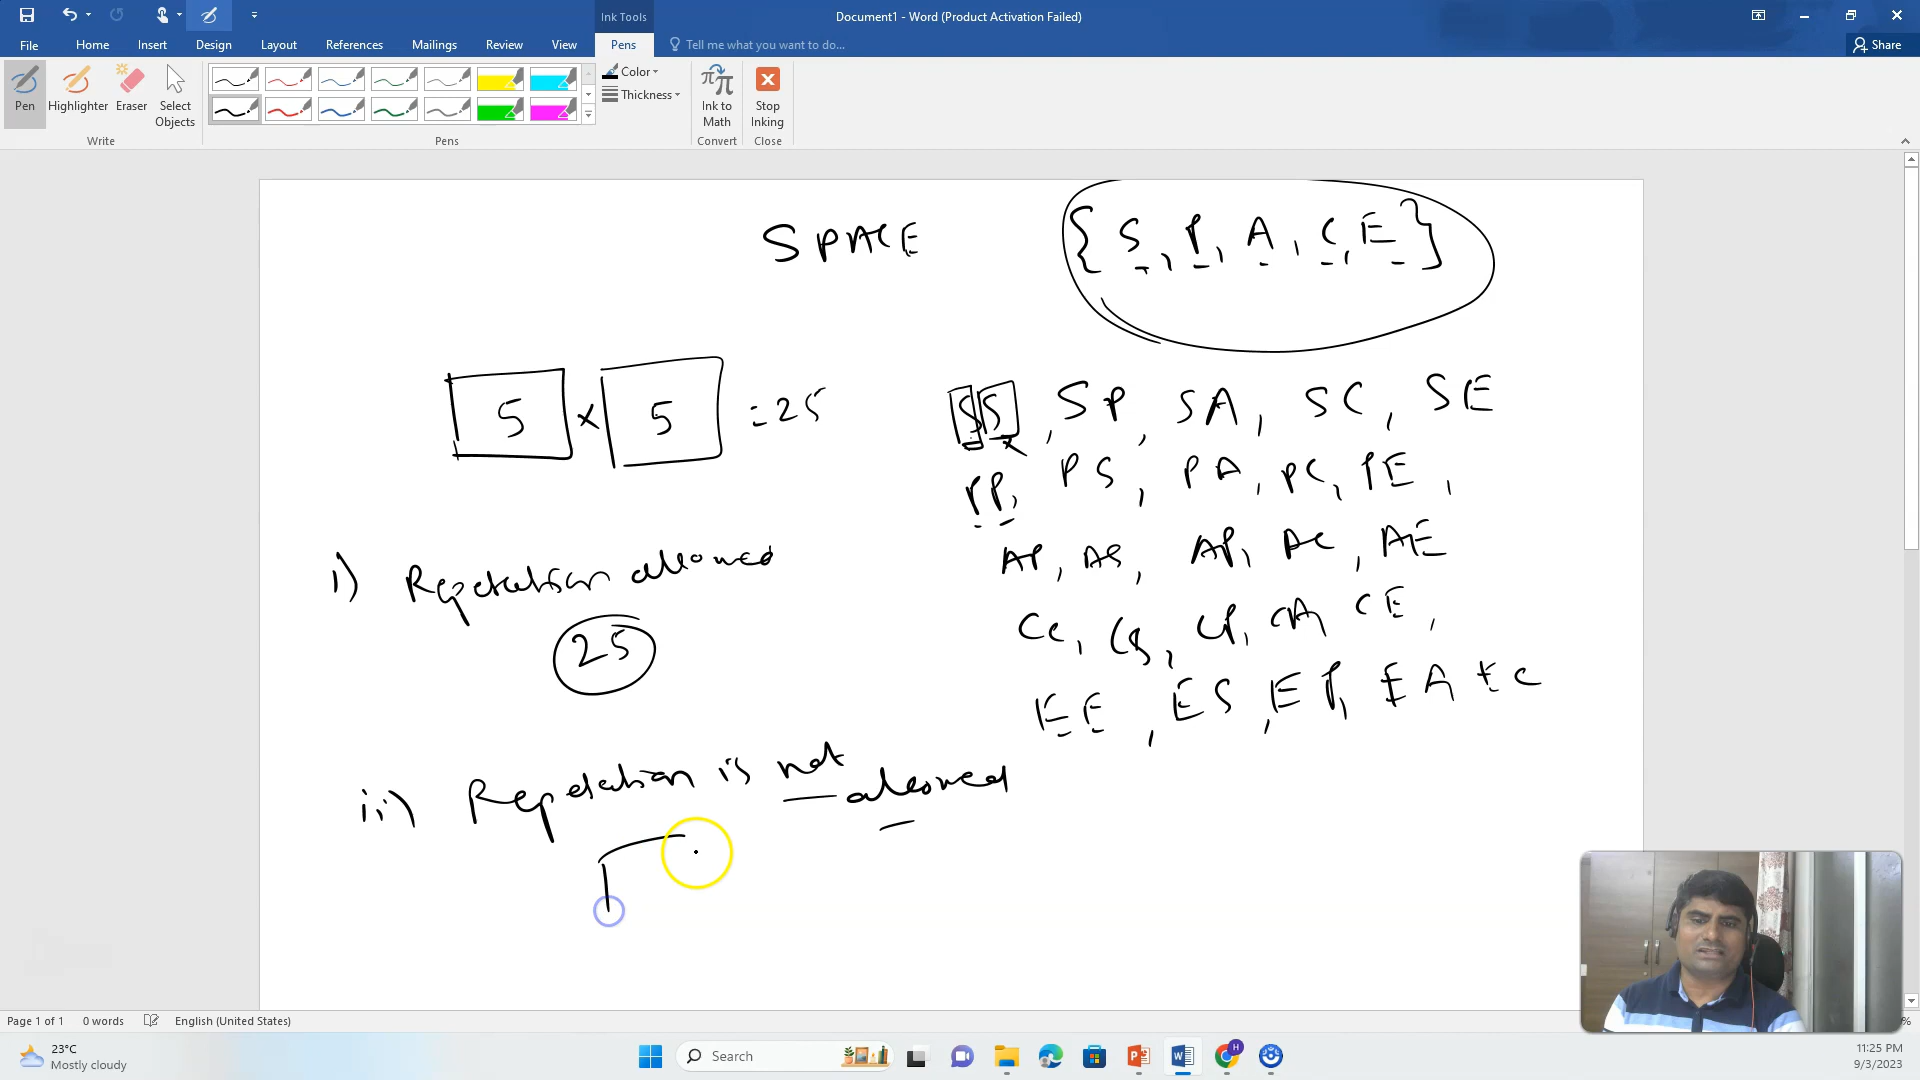 Ink Tools
Document1 - Word (Product Activation Failed)
File Home Insert Design Layout References Mailings Review View Pens Tell me what you want to do... Share
Pen Highlighter Eraser Select Objects
Color
Thickness
Ink to Math
Stop Inking
Write Pens Convert Close
SPACE { S, P, A, C, E }
5 x 5 = 25
SS, SP, SA, SC, SE
PP, PS, PA, PC, PE,
i) Repetation allowed
AP, AS, AP, AC, AE
25
CC, CS, CP, CA, CE,
EE, ES, EP, EA EC
ii) Repetation is not allowed
Page 1 of 1 0 words English (United States) %
23°C
Mostly cloudy
Search
11:25 PM
9/3/2023